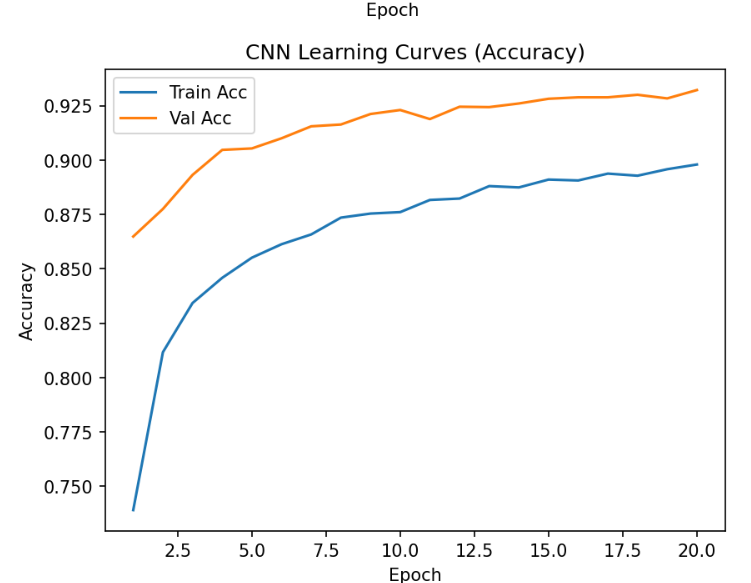 Epoch
CNN Learning Curves (Accuracy)
Train Acc
Val Acc
0.925
0.900
0.875
0.850
0.825
0.800
0.775
0.750
Accuracy
2.5 5.0 7.5 10.0 12.5 15.0 17.5 20.0
Epoch